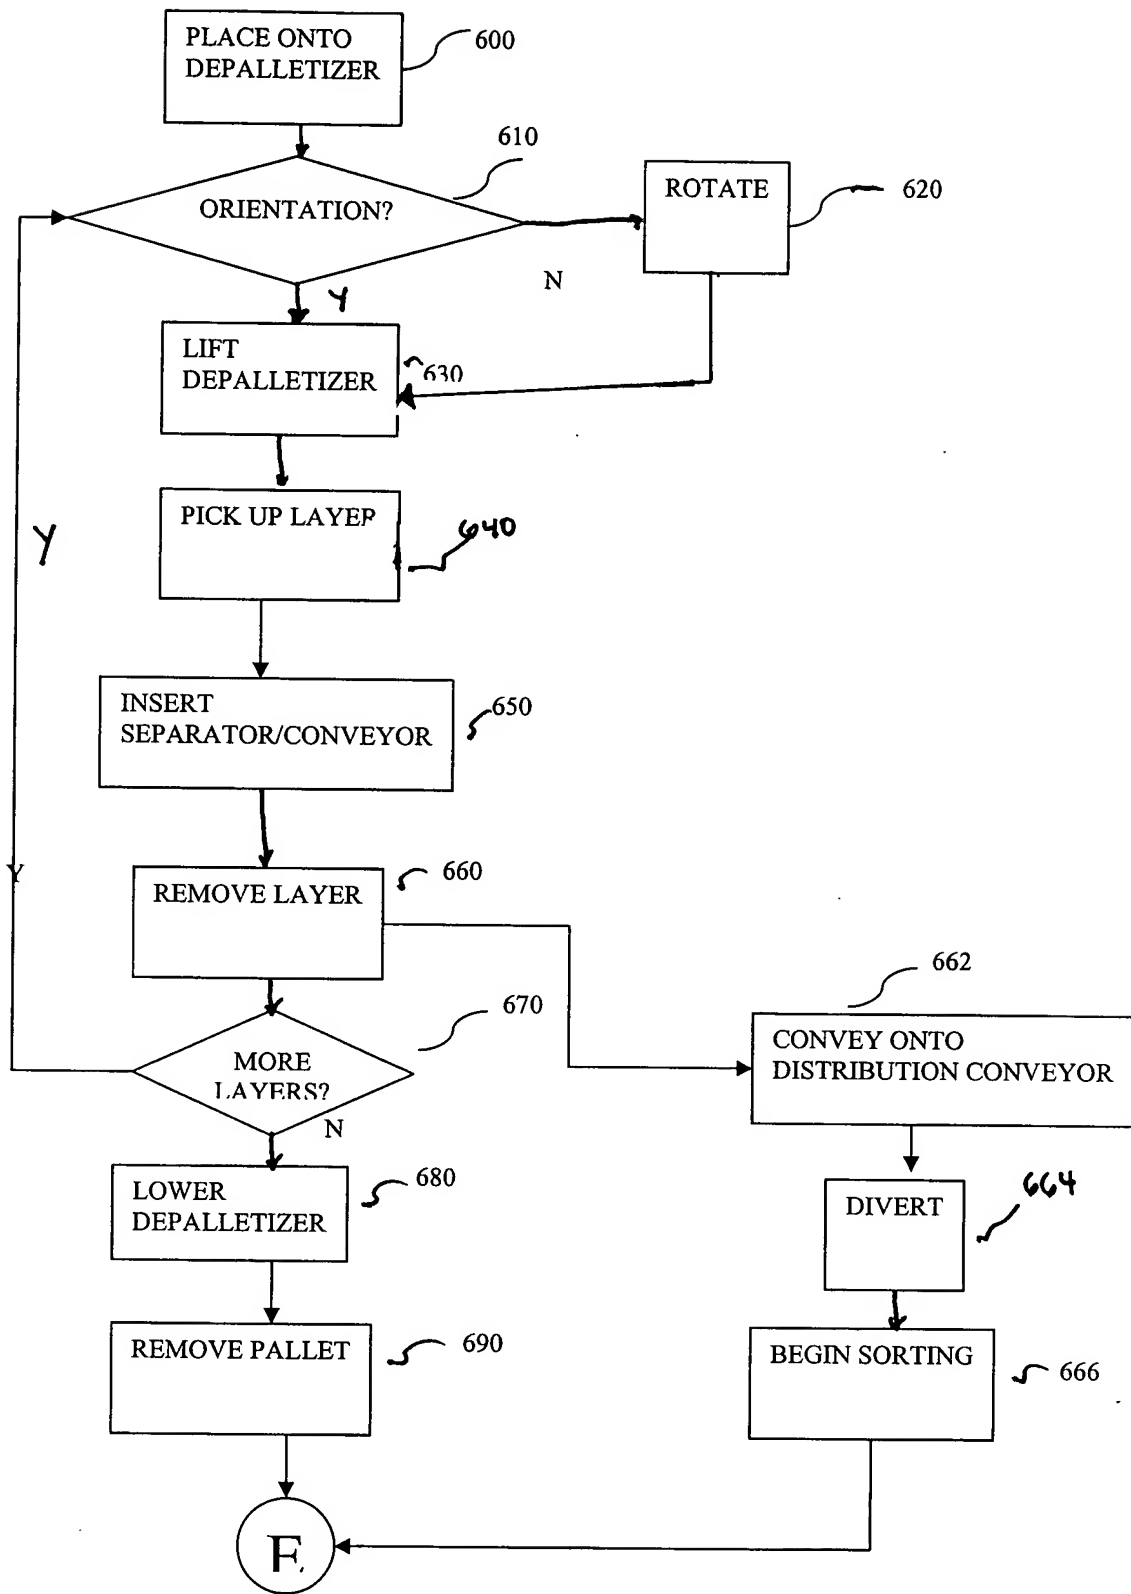 PLACE ONTO
DEPALLETIZER
600
610
ORIENTATION?
ROTATE
620
N
Y
LIFT
DEPALLETIZER
630
PICK UP LAYER
640
Y
INSERT
SEPARATOR/CONVEYOR
650
Y
REMOVE LAYER
660
662
670
CONVEY ONTO
DISTRIBUTION CONVEYOR
MORE
LAYERS?
N
LOWER
DEPALLETIZER
680
DIVERT
664
REMOVE PALLET
690
BEGIN SORTING
666